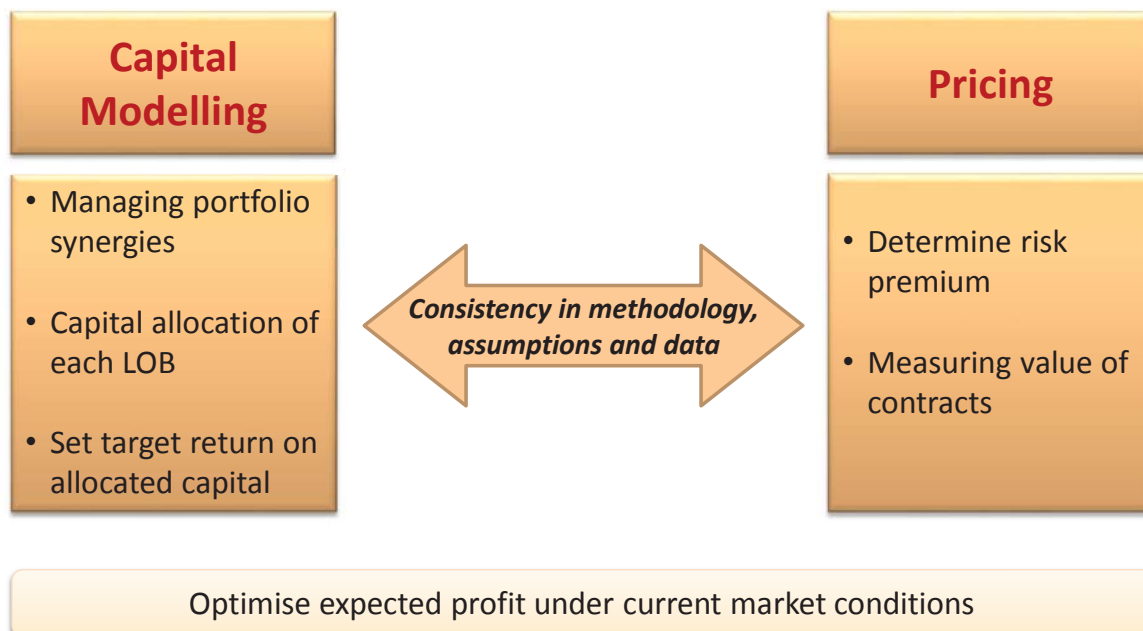 Capital
Modelling
Pricing
• Managing portfolio
synergies
• Capital allocation of
each LOB
• Set target return on
allocated capital
Consistency in methodology,
assumptions and data
• Determine risk
premium
• Measuring value of
contracts
Optimise expected profit under current market conditions